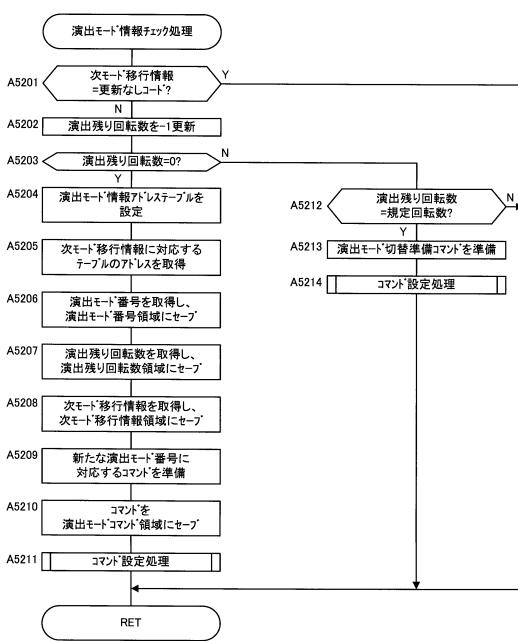 演出モード情報チェック処理
A5201
次モード移行情報
=更新なしコード?
Y
N
A5202
演出残り回転数を-1更新
A5203
演出残り回転数=0?
N
Y
A5204
演出モード情報アドレステーブルを
設定
A5205
次モード移行情報に対応する
テーブルのアドレスを取得
A5206
演出モード番号を取得し、
演出モード番号領域にセーブ
A5207
演出残り回転数を取得し、
演出残り回転数領域にセーブ
A5208
次モード移行情報を取得し、
次モード移行情報領域にセーブ
A5209
新たな演出モード番号に
対応するコマンドを準備
A5210
コマンドを
演出モードコマンド領域にセーブ
A5211
コマンド設定処理
A5212
演出残り回転数
=規定回転数?
N
Y
A5213
演出モード切替準備コマンドを準備
A5214
コマンド設定処理
RET